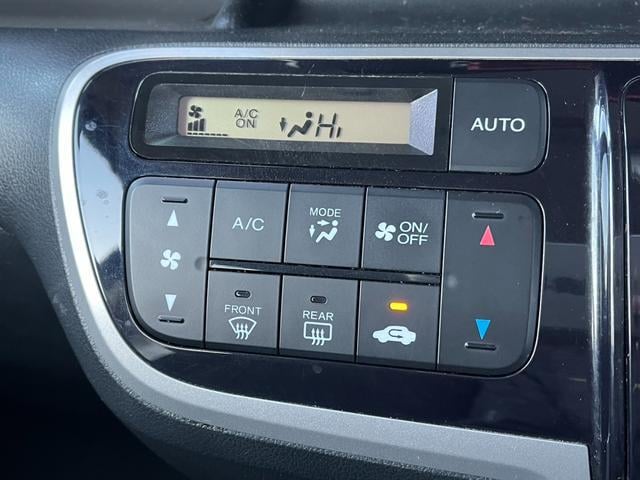 A/C
ON
Hi
AUTO
A/C
MODE
ON/
OFF
FRONT
REAR